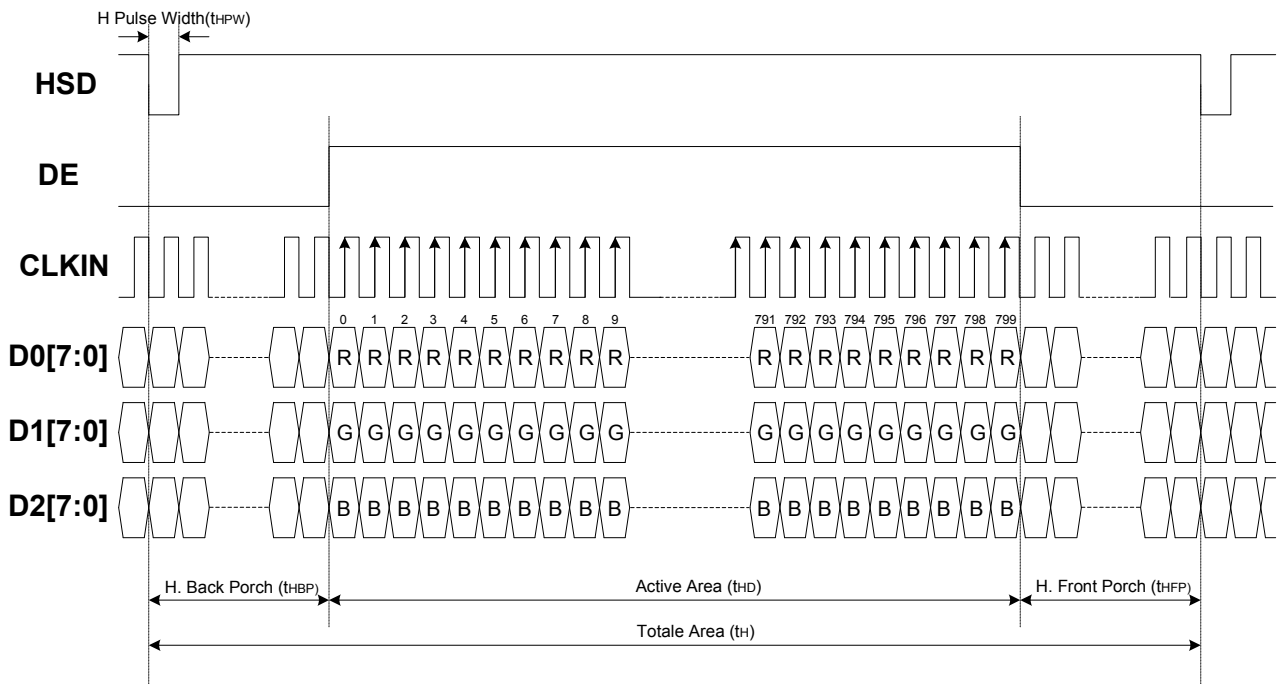 H Pulse Width(tHPW)
HSD
DE
CLKIN
0 1 2 3 4 5 6 7 8 9 791 792 793 794 795 796 797 798 799
D0[7:0] R R R R R R R R R R R R R R R R R R R
D1[7:0] G G G G G G G G G G G G G G G G G G G
D2[7:0] B B B B B B B B B B B B B B B B B B B
H. Back Porch (tHBP) Active Area (tHD) H. Front Porch (tHFP)
Totale Area (tH)